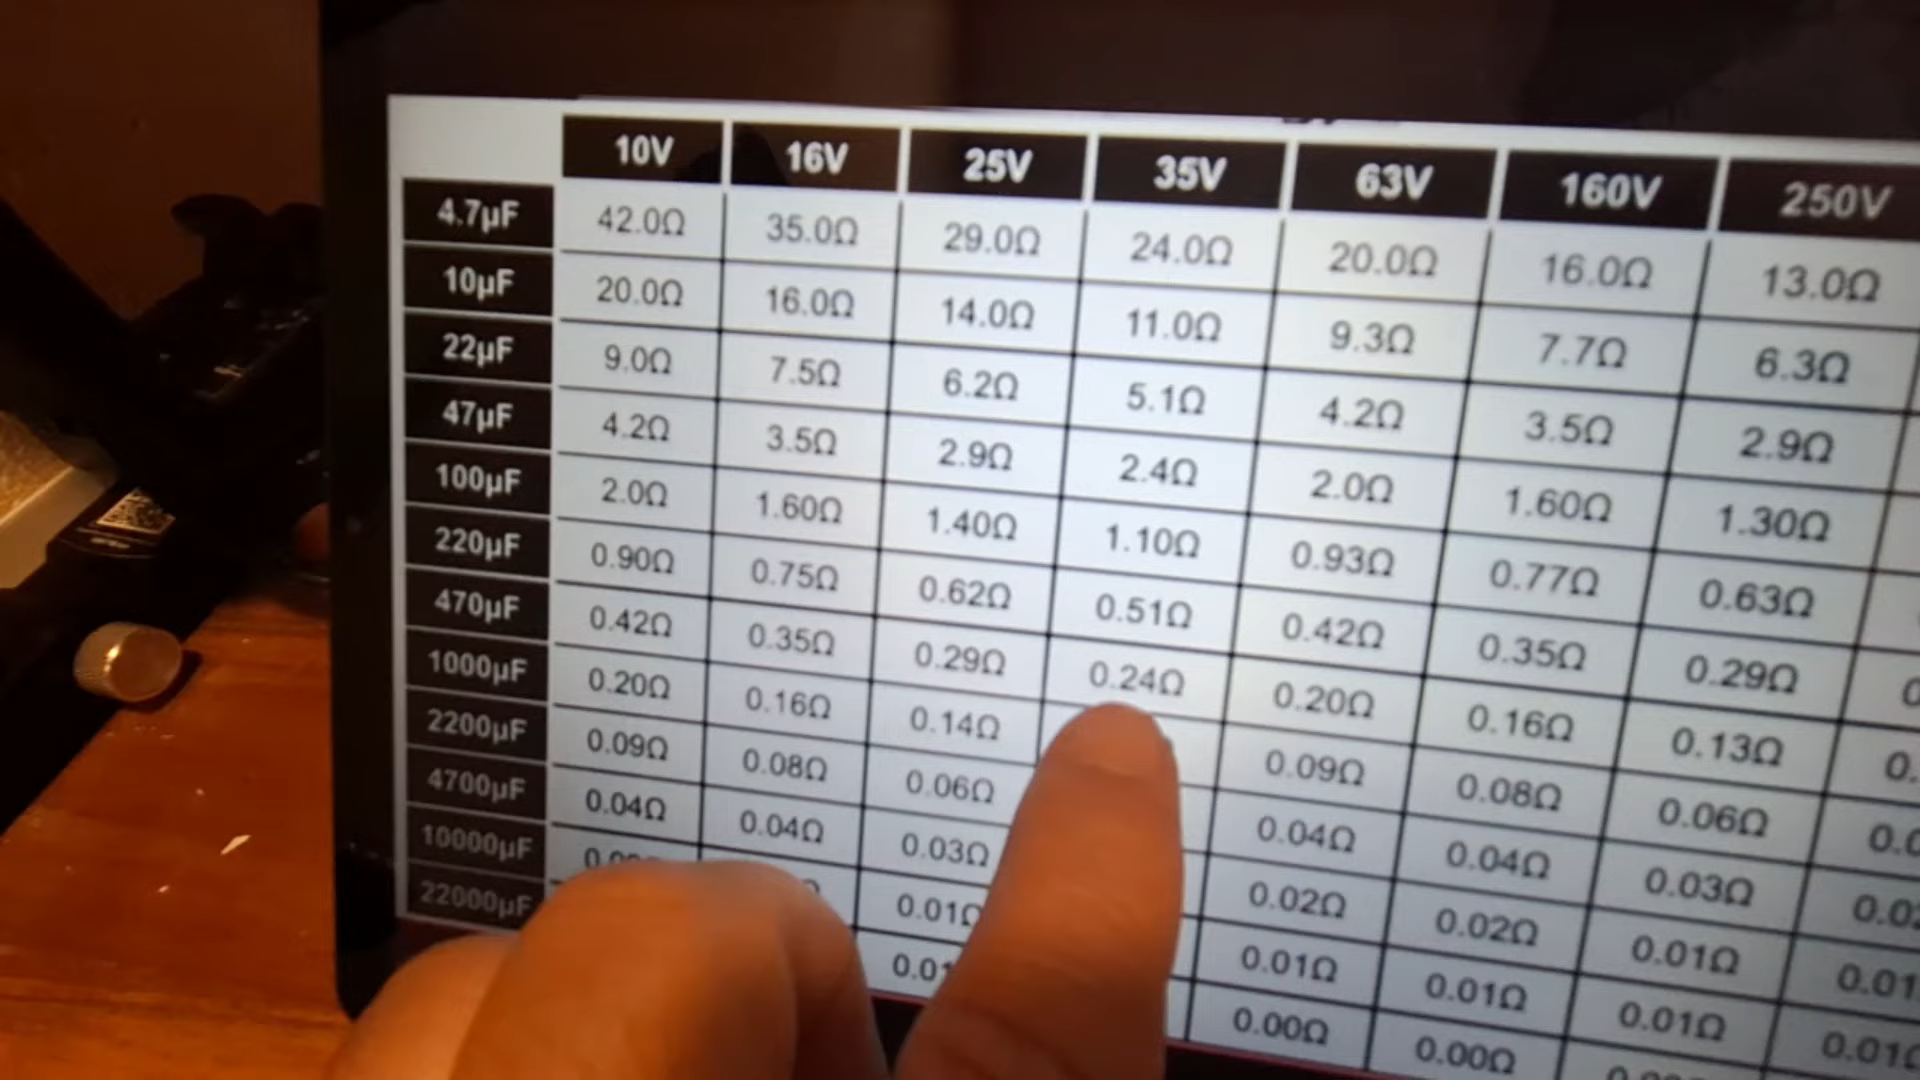 10V 16V 25V 35V 63V 160V 250V
4.7µF 42.0Ω 35.0Ω 29.0Ω 24.0Ω 20.0Ω 16.0Ω 13.0Ω
10µF 20.0Ω 16.0Ω 14.0Ω 11.0Ω 9.3Ω 7.7Ω 6.3Ω
22µF 9.0Ω 7.5Ω 6.2Ω 5.1Ω 4.2Ω 3.5Ω 2.9Ω
47µF 4.2Ω 3.5Ω 2.9Ω 2.4Ω 2.0Ω 1.60Ω 1.30Ω
100µF 2.0Ω 1.60Ω 1.40Ω 1.10Ω 0.93Ω 0.77Ω 0.63Ω
220µF 0.90Ω 0.75Ω 0.62Ω 0.51Ω 0.42Ω 0.35Ω 0.29Ω
470µF 0.42Ω 0.35Ω 0.29Ω 0.24Ω 0.20Ω 0.16Ω 0.13Ω
1000µF 0.20Ω 0.16Ω 0.14Ω 0.09Ω 0.08Ω 0.06Ω
2200µF 0.09Ω 0.08Ω 0.06Ω 0.04Ω 0.04Ω 0.03Ω
4700µF 0.04Ω 0.04Ω 0.03Ω 0.02Ω 0.02Ω 0.01Ω
10000µF 0.01Ω 0.01Ω 0.01Ω 0.01Ω
22000µF 0.01 0.00Ω 0.00Ω